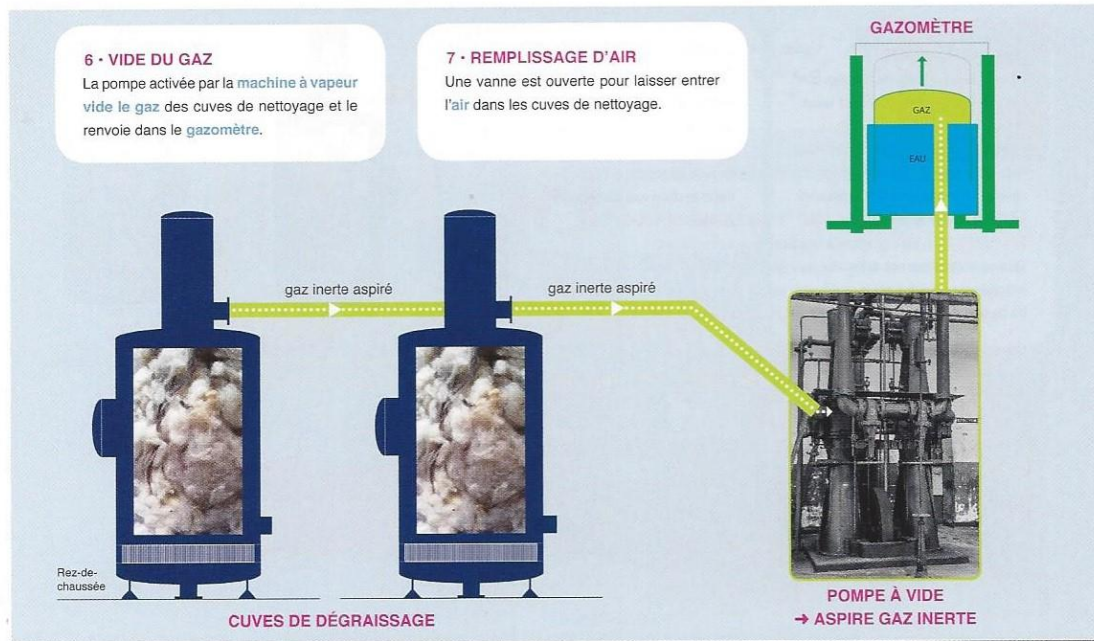 6 · VIDE DU GAZ
La pompe activée par la machine à vapeur
vide le gaz des cuves de nettoyage et le
renvoie dans le gazomètre.
7 · REMPLISSAGE D'AIR
Une vanne est ouverte pour laisser entrer
l'air dans les cuves de nettoyage.
GAZOMÈTRE
GAZ
EAU
gaz inerte aspiré
gaz inerte aspiré
Rez-de-
chaussée
CUVES DE DÉGRAISSAGE
POMPE À VIDE
→ ASPIRE GAZ INERTE